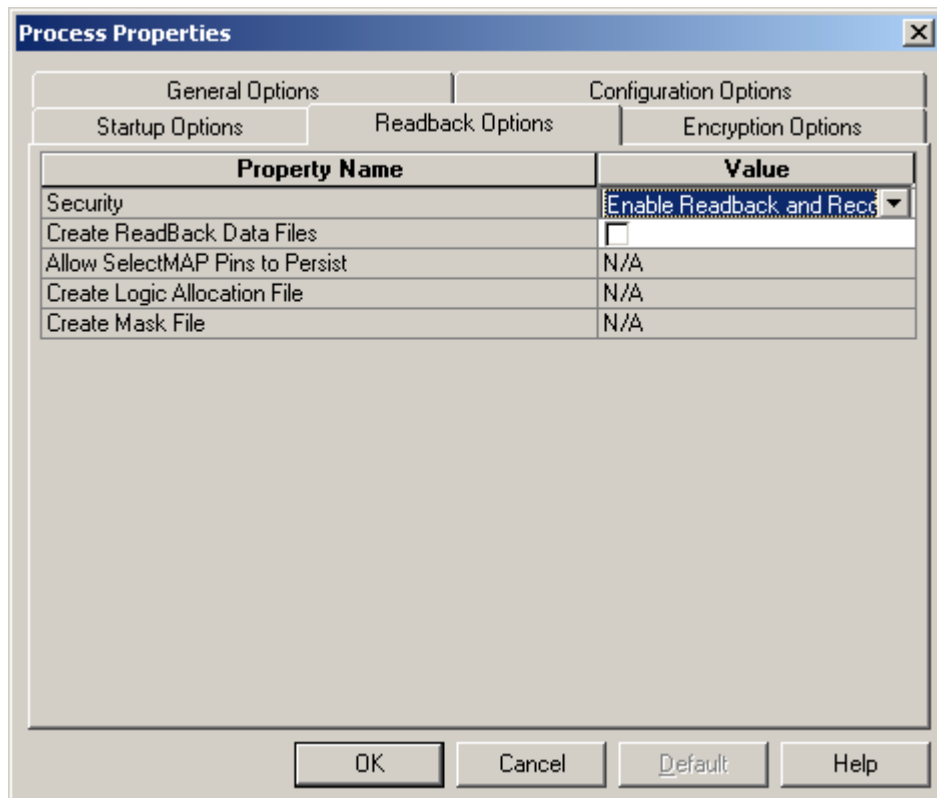 Process Properties
General Options Configuration Options
Startup Options Readback Options Encryption Options
Property Name Value
Security Enable Readback and Reco
Create ReadBack Data Files
Allow SelectMAP Pins to Persist N/A
Create Logic Allocation File N/A
Create Mask File N/A
OK Cancel Default Help